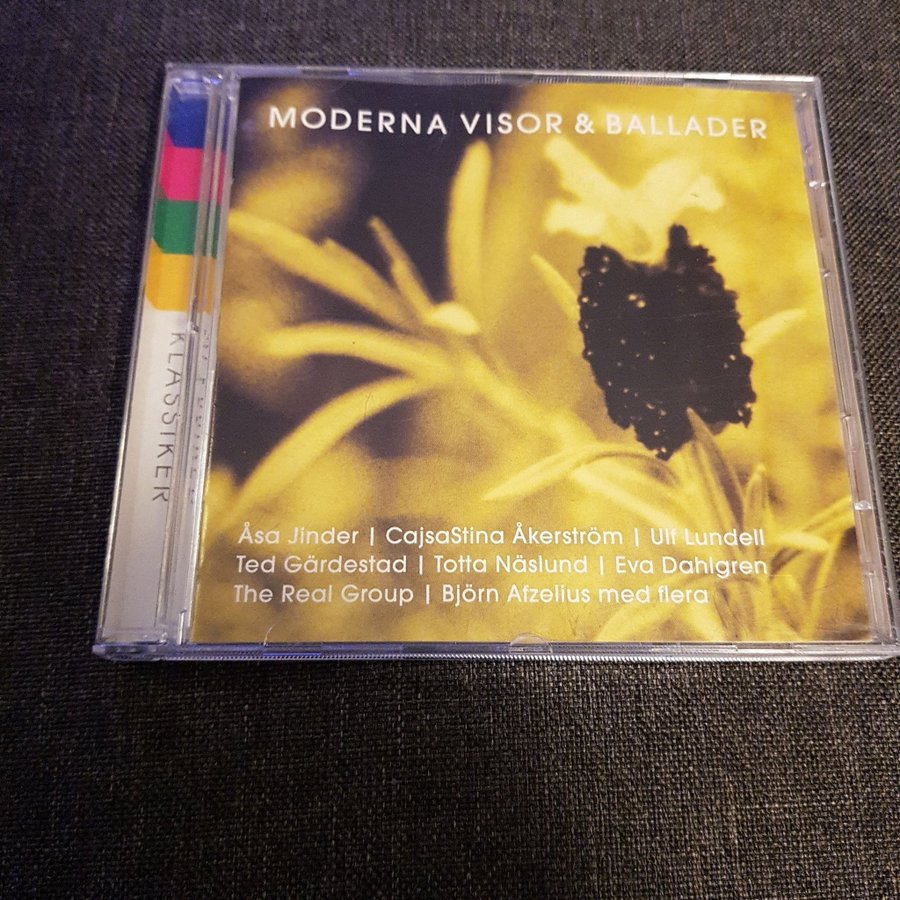 MODERNA VISOR & BALLADER
KLASSIKER
Åsa Jinder | CajsaStina Åkerström | Ulf Lundell
Ted Gärdestad | Totta Näslund | Eva Dahlgren
The Real Group | Björn Afzelius med flera